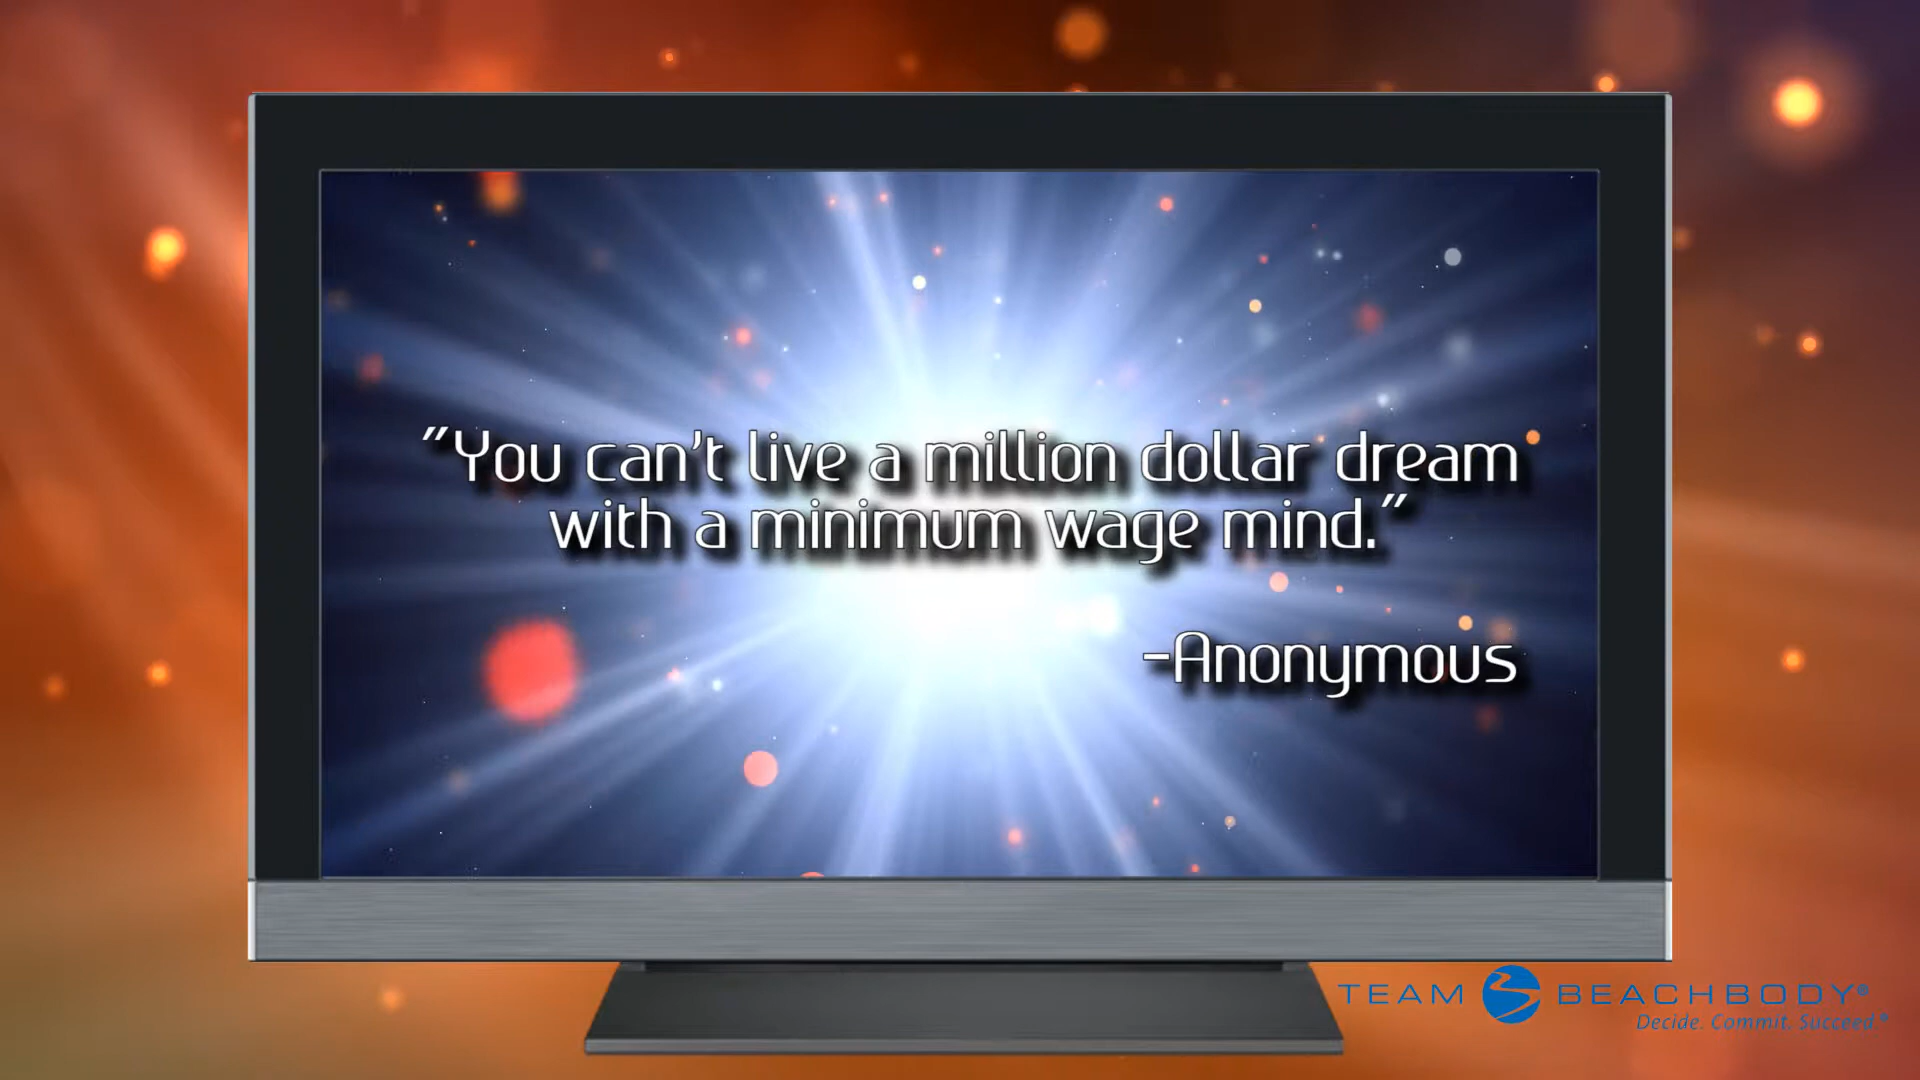 "You can't live a million dollar dream
with a minimum wage mind."
-Anonymous
TEAM BEACHBODY®
Decide. Commit. Succeed.®